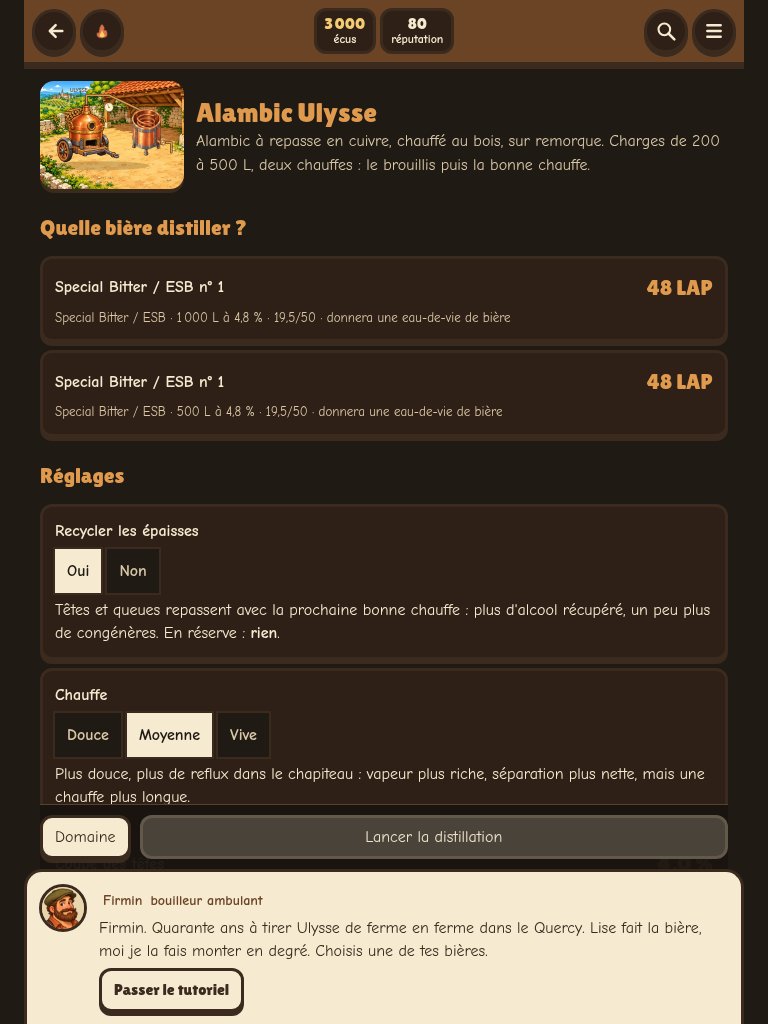 3 000
écus
80
réputation
Alambic Ulysse
Alambic à repasse en cuivre, chauffé au bois, sur remorque. Charges de 200
à 500 L, deux chauffes : le brouillis puis la bonne chauffe.
Quelle bière distiller ?
Special Bitter / ESB n° 1
48 LAP
Special Bitter / ESB · 1 000 L à 4,8 % · 19,5/50 · donnera une eau-de-vie de bière
Special Bitter / ESB n° 1
48 LAP
Special Bitter / ESB · 500 L à 4,8 % · 19,5/50 · donnera une eau-de-vie de bière
Réglages
Recycler les épaisses
Oui
Non
Têtes et queues repassent avec la prochaine bonne chauffe : plus d'alcool récupéré, un peu plus
de congénères. En réserve : rien.
Chauffe
Douce
Moyenne
Vive
Plus douce, plus de reflux dans le chapiteau : vapeur plus riche, séparation plus nette, mais une
chauffe plus longue.
Domaine
Lancer la distillation
Firmin bouilleur ambulant
Firmin. Quarante ans à tirer Ulysse de ferme en ferme dans le Quercy. Lise fait la bière,
moi je la fais monter en degré. Choisis une de tes bières.
Passer le tutoriel